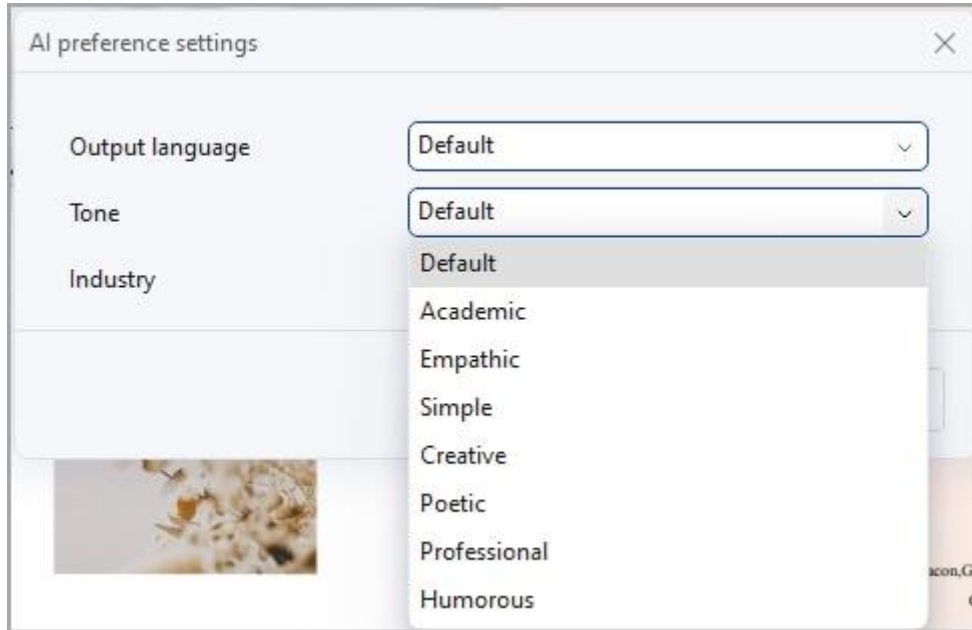 AI preference settings
Output language
Default
Tone
Default
Industry
Default
Academic
Empathic
Simple
Creative
Poetic
Professional
Humorous